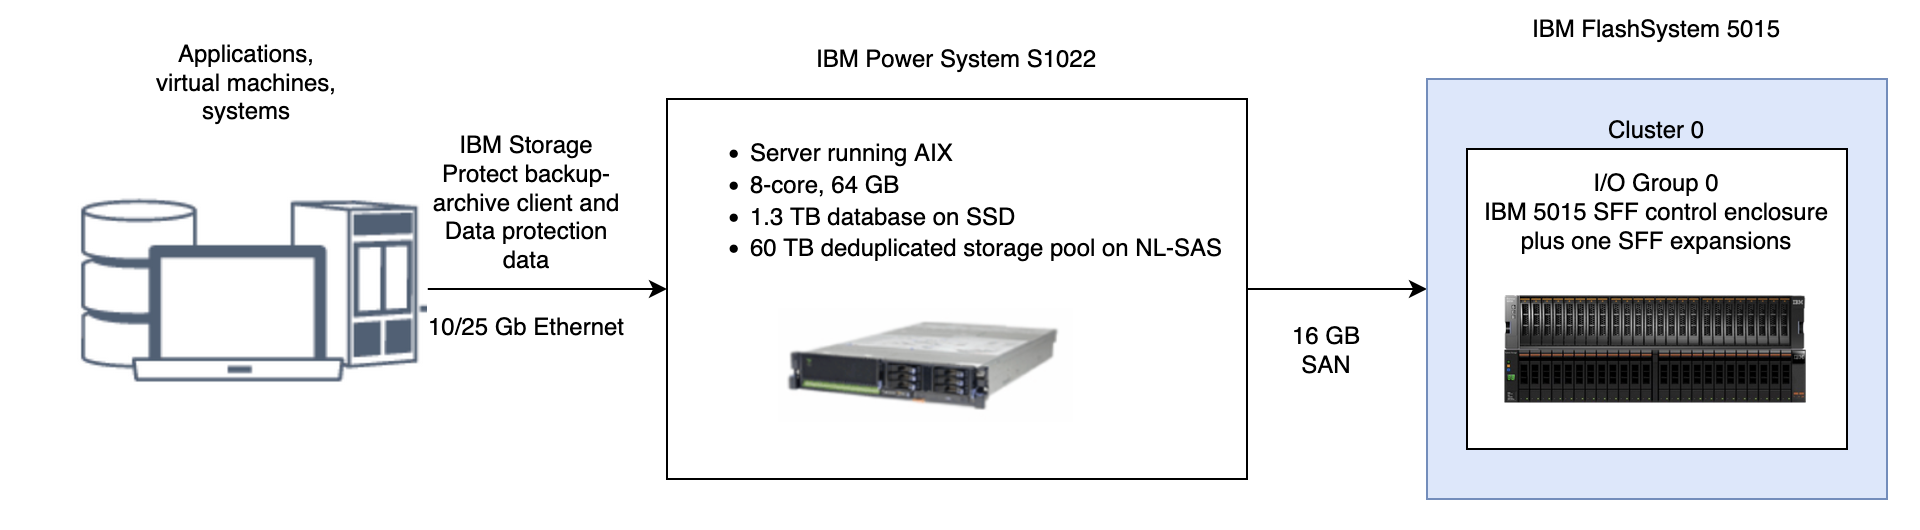 Applications,
virtual machines,
systems
IBM Storage
Protect backup-
archive client and
Data protection
data
10/25 Gb Ethernet
IBM Power System S1022
• Server running AIX
• 8-core, 64 GB
• 1.3 TB database on SSD
• 60 TB deduplicated storage pool on NL-SAS
16 GB
SAN
IBM FlashSystem 5015
Cluster 0
I/O Group 0
IBM 5015 SFF control enclosure
plus one SFF expansions
IBM
IBM